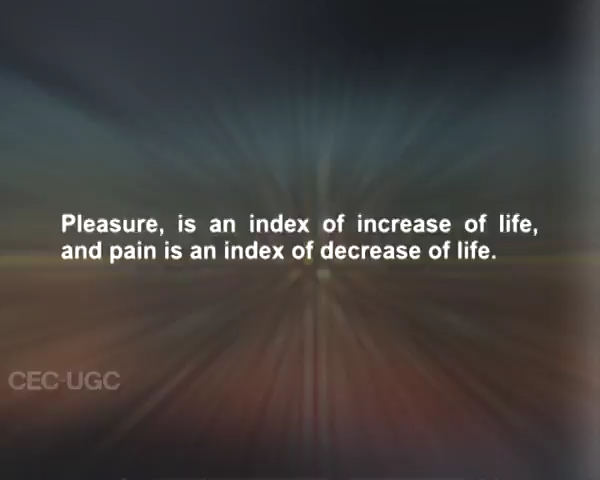 Pleasure, is an index of increase of life,
and pain is an index of decrease of life.
CEC-UGC